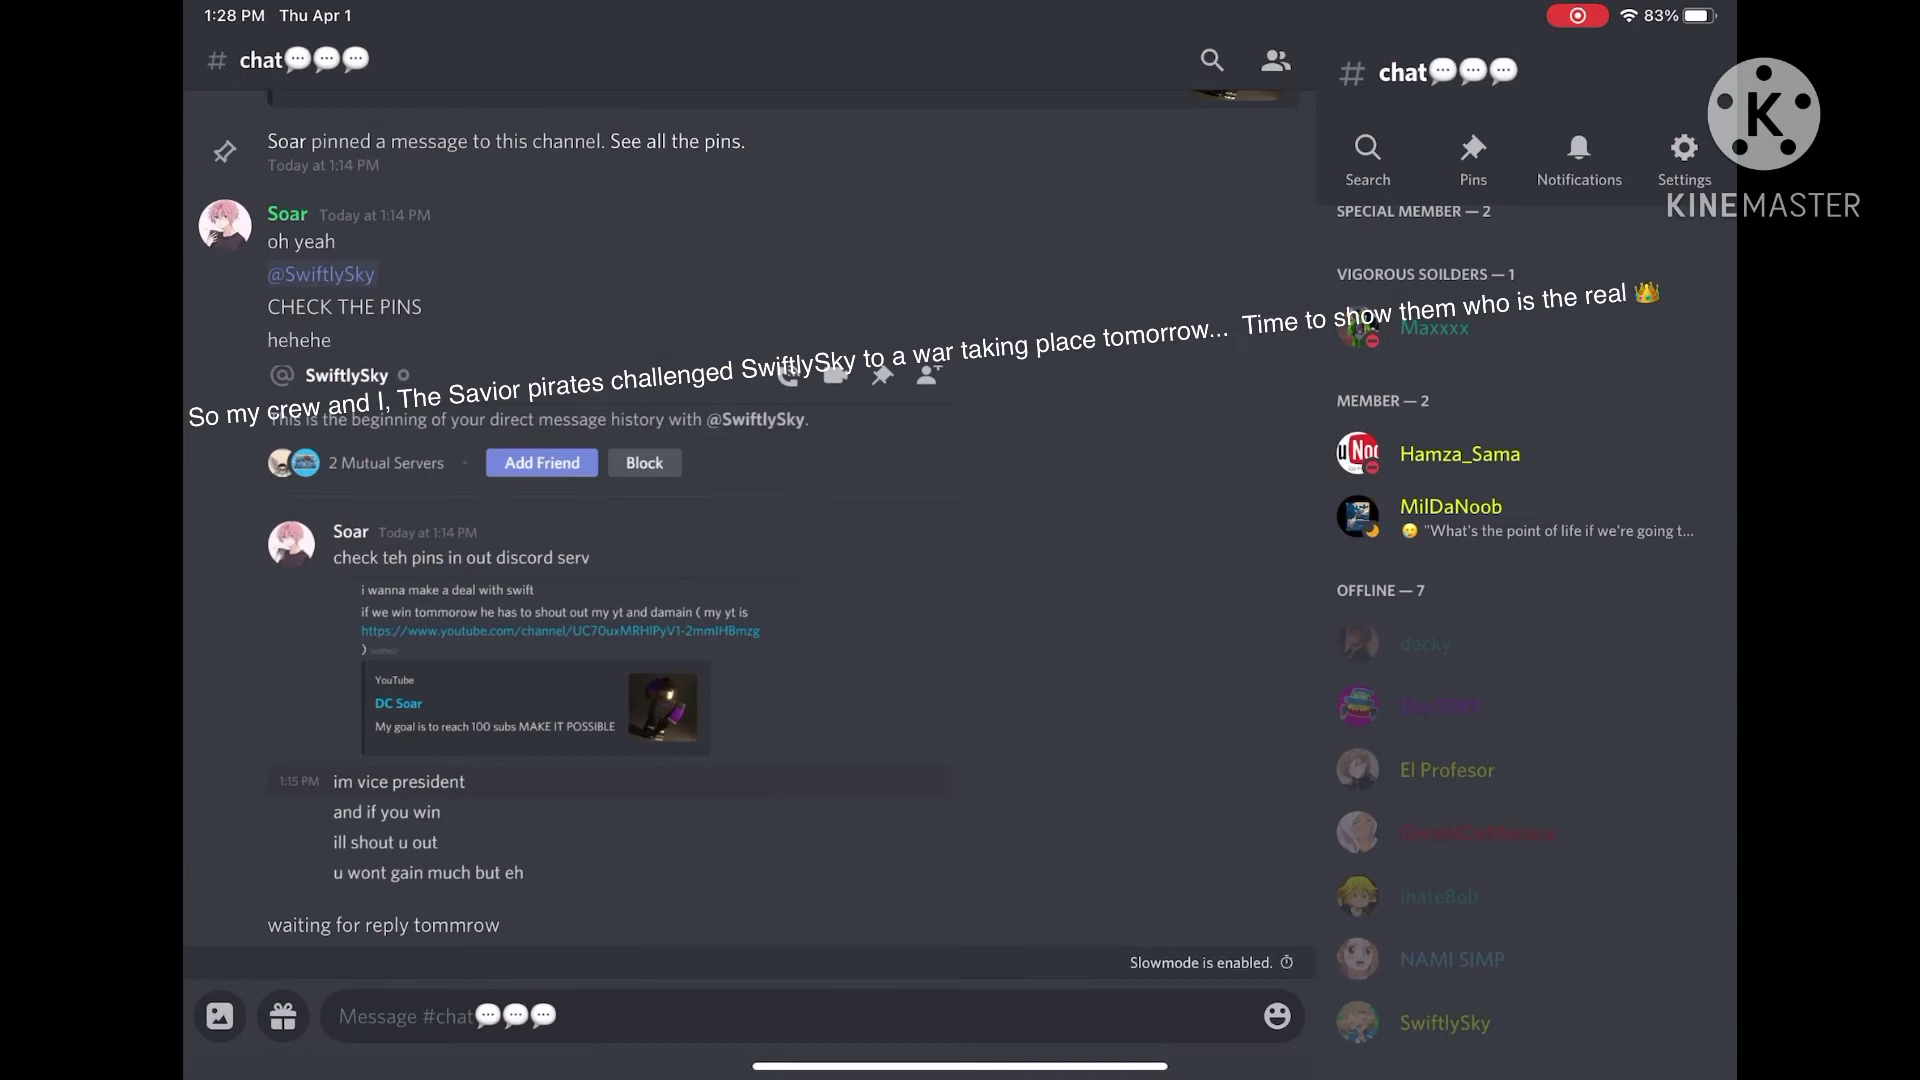 1:28 PM Thu Apr 1
83%
# chat💬💬💬
Soar pinned a message to this channel. See all the pins.
Today at 1:14 PM
Soar Today at 1:14 PM
oh yeah
@SwiftlySky
CHECK THE PINS
hehehe
@ SwiftlySky
So my crew and I, The Savior pirates challenged SwiftlySky to a war taking place tomorrow... Time to show them who is the real 👑
This is the beginning of your direct message history with @SwiftlySky.
2 Mutual Servers • Add Friend Block
Soar Today at 1:14 PM
check teh pins in out discord serv
i wanna make a deal with swift
if we win tommorow he has to shout out my yt and damain ( my yt is
https://www.youtube.com/channel/UC70uxMRHlPyV1-2mmIHBmzg
) (edited)
YouTube
DC Soar
My goal is to reach 100 subs MAKE IT POSSIBLE
1:15 PM im vice president
and if you win
ill shout u out
u wont gain much but eh
waiting for reply tommrow
Slowmode is enabled.
Message #chat💬💬💬
# chat💬💬💬
Search Pins Notifications Settings
K
KINEMASTER
SPECIAL MEMBER — 2
VIGOROUS SOILDERS — 1
Maxxxx
MEMBER — 2
Hamza_Sama
MilDaNoob
🥲 "What's the point of life if we're going t...
OFFLINE — 7
decky
El Profesor
IhateBob
NAMI SIMP
SwiftlySky